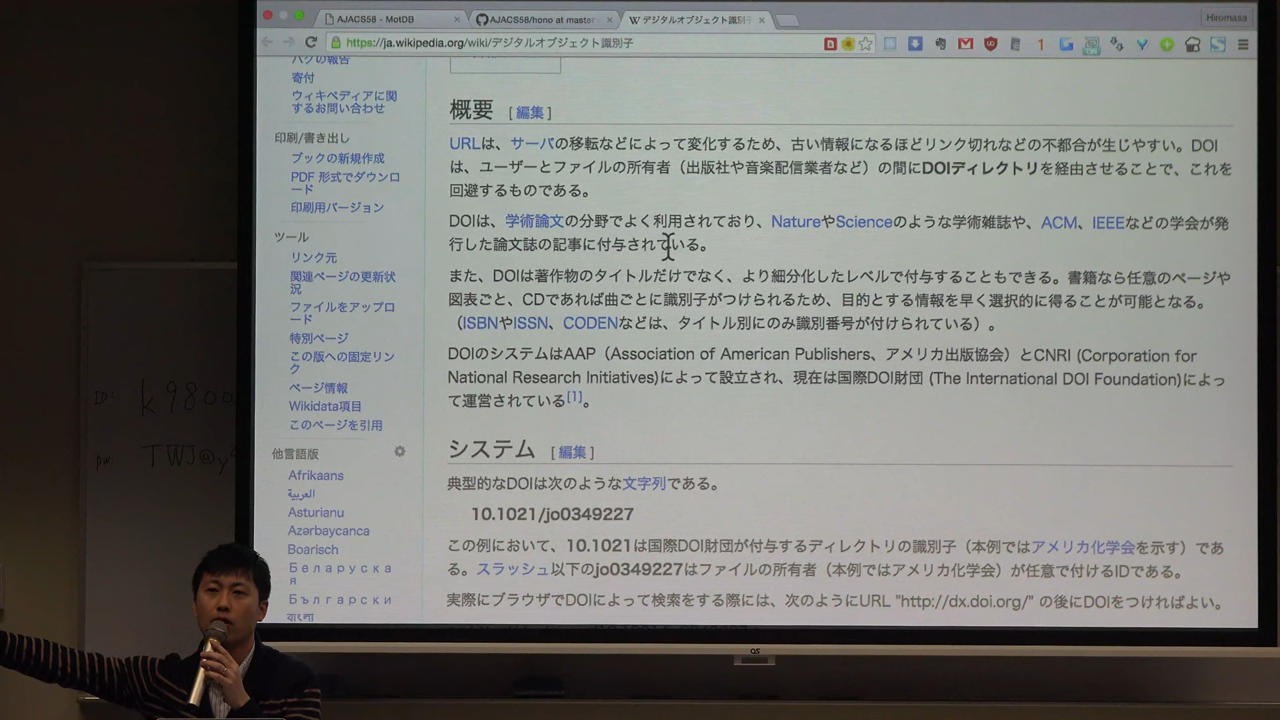 AJACS58 - MotDB
AJACS58/hono at master
デジタルオブジェクト識別子
Hiromasa
https://ja.wikipedia.org/wiki/デジタルオブジェクト識別子
バグの報告
寄付
ウィキペディアに関
するお問い合わせ
印刷/書き出し
ブックの新規作成
PDF 形式でダウンロ
ード
印刷用バージョン
ツール
リンク元
関連ページの更新状
況
ファイルをアップロ
ード
特別ページ
この版への固定リン
ク
ページ情報
Wikidata項目
このページを引用
他言語版
Afrikaans
العربية
Asturianu
Azərbaycanca
Boarisch
Беларуска
я
Български
বাংলা
概要 [編集]
URLは、サーバの移転などによって変化するため、古い情報になるほどリンク切れなどの不都合が生じやすい。DOI
は、ユーザーとファイルの所有者（出版社や音楽配信業者など）の間にDOIディレクトリを経由させることで、これを
回避するものである。
DOIは、学術論文の分野でよく利用されており、NatureやScienceのような学術雑誌や、ACM、IEEEなどの学会が発
行した論文誌の記事に付与されている。
また、DOIは著作物のタイトルだけでなく、より細分化したレベルで付与することもできる。書籍なら任意のページや
図表ごと、CDであれば曲ごとに識別子がつけられるため、目的とする情報を早く選択的に得ることが可能となる。
（ISBNやISSN、CODENなどは、タイトル別にのみ識別番号が付けられている）。
DOIのシステムはAAP（Association of American Publishers、アメリカ出版協会）とCNRI (Corporation for
National Research Initiatives)によって設立され、現在は国際DOI財団 (The International DOI Foundation)によっ
て運営されている[1]。
システム [編集]
典型的なDOIは次のような文字列である。
10.1021/jo0349227
この例において、10.1021は国際DOI財団が付与するディレクトリの識別子（本例ではアメリカ化学会を示す）であ
る。スラッシュ以下のjo0349227はファイルの所有者（本例ではアメリカ化学会）が任意で付けるIDである。
実際にブラウザでDOIによって検索をする際には、次のようにURL "http://dx.doi.org/" の後にDOIをつければよい。
ID: k9800
PW: TWJ@y
OS